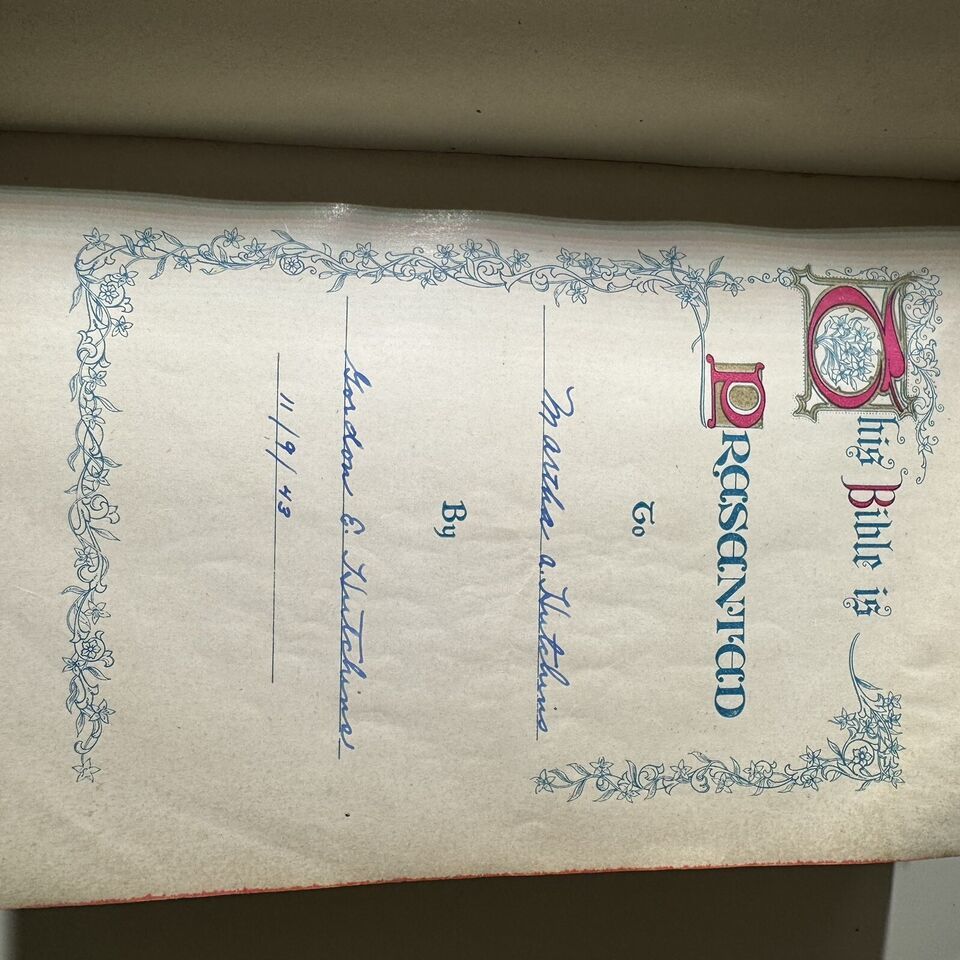 This Bible is
PRESENTED
To
Martha A. Hutchins
By
Gordon E. Hutchins.
11/9/43